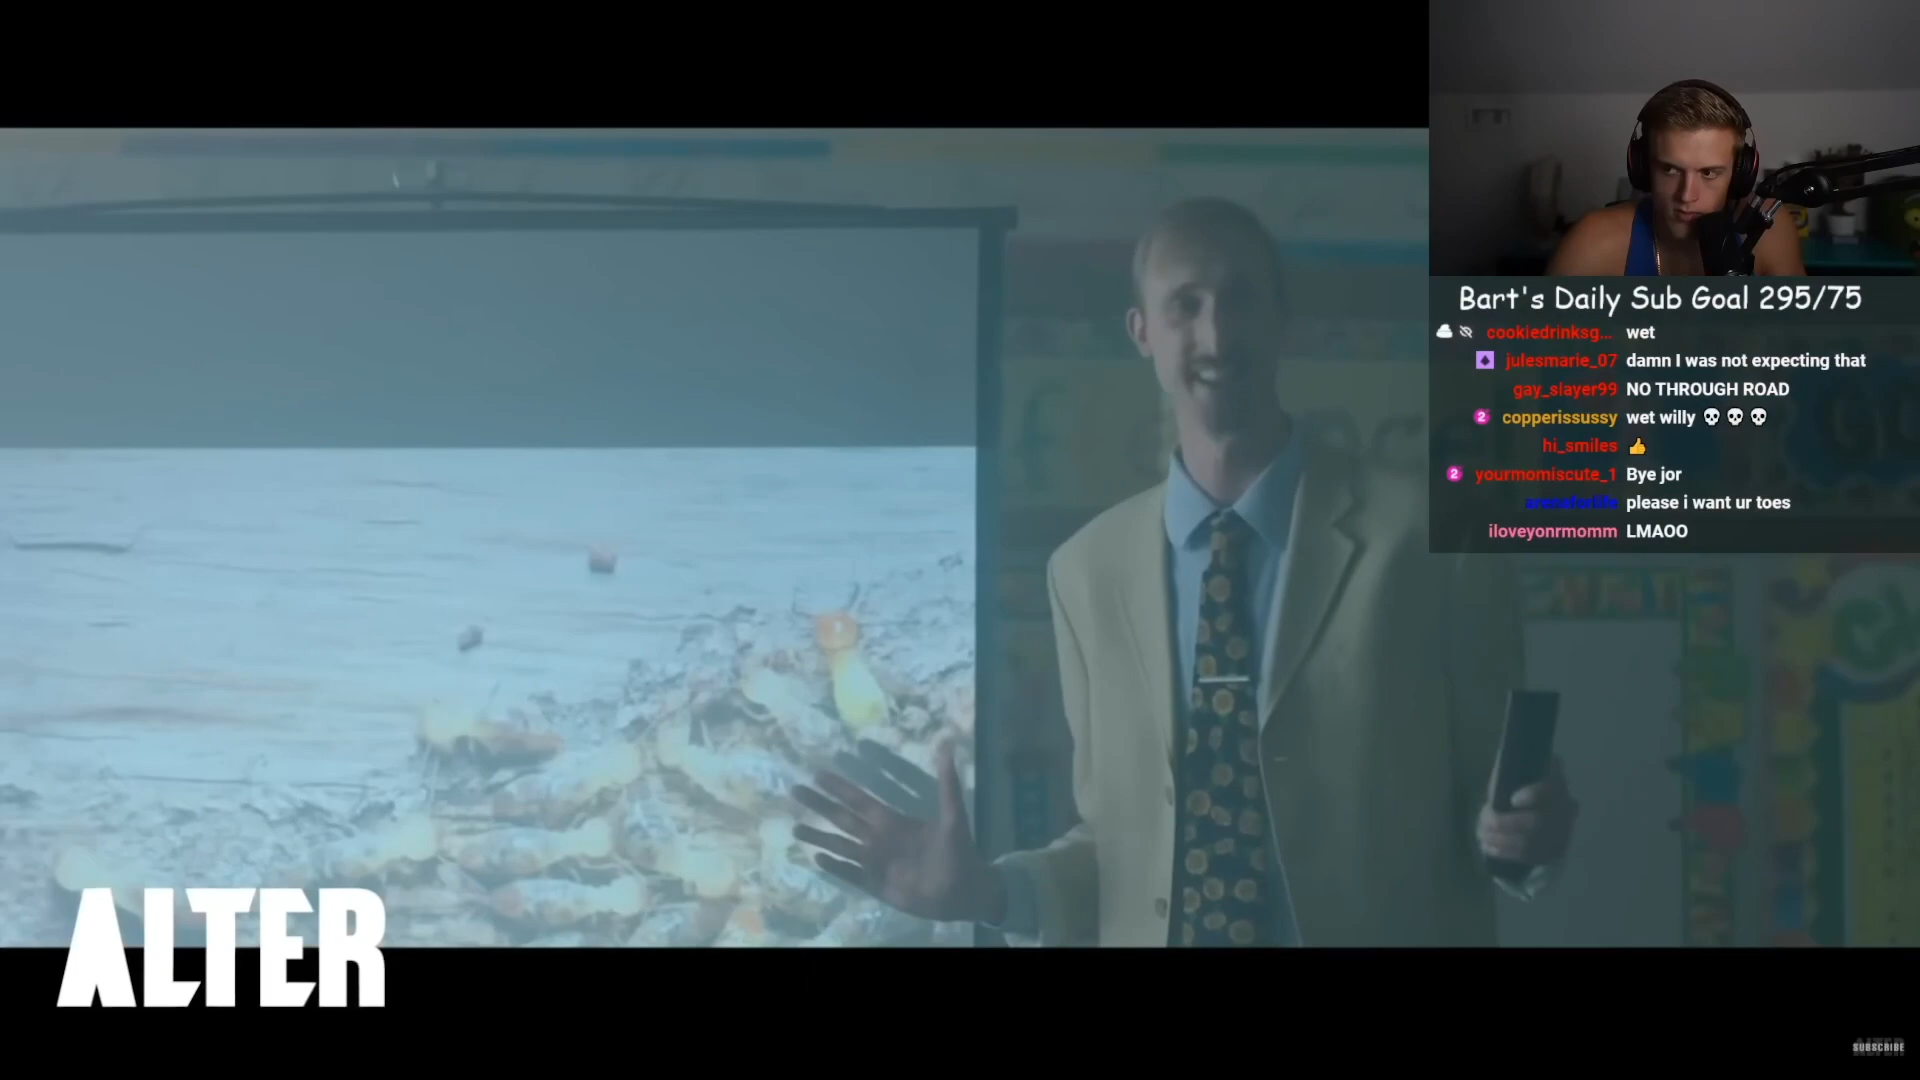 Bart's Daily Sub Goal 295/75
cookiedrinksg... wet
julesmarie_07 damn I was not expecting that
gay_slayer99 NO THROUGH ROAD
copperissussy wet willy 💀💀💀
hi_smiles 👍
yourmomiscute_1 Bye jor
please i want ur toes
iloveyonrmomm LMAOO
ALTER
SUBSCRIBE